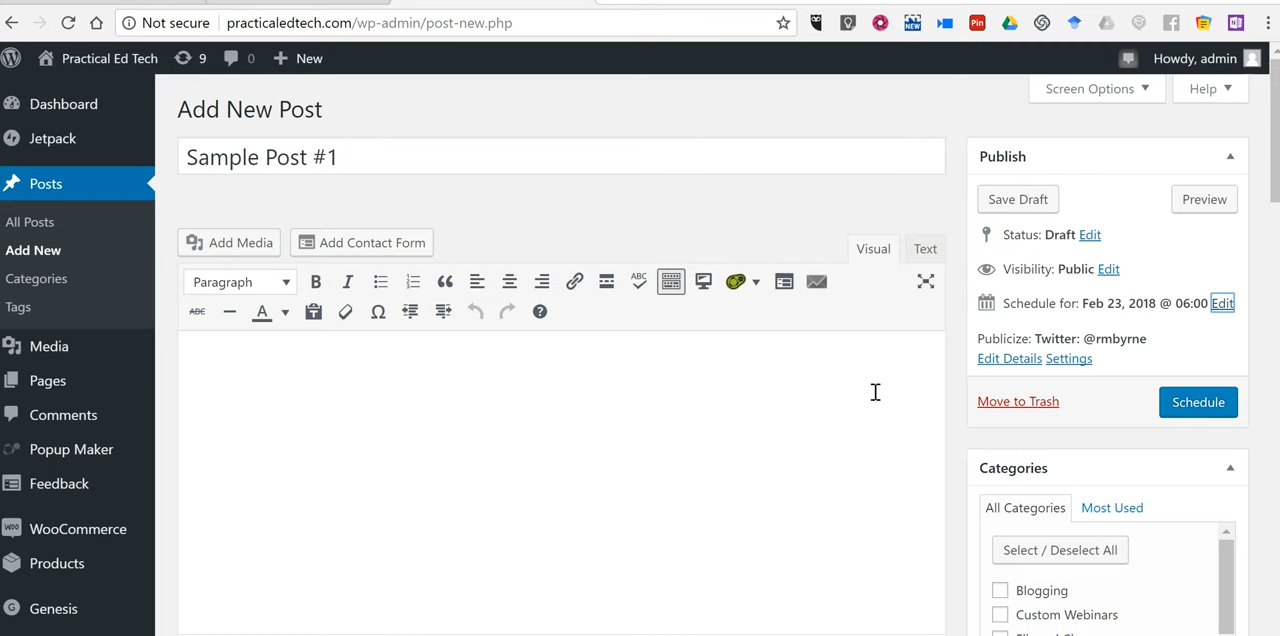 Not secure practicaledtech.com/wp-admin/post-new.php
NEW
Pin
Practical Ed Tech 9 0 New
Howdy, admin
Dashboard
Jetpack
Posts
All Posts
Add New
Categories
Tags
Media
Pages
Comments
Popup Maker
Feedback
WooCommerce
Products
Genesis
Screen Options
Help
Add New Post
Sample Post #1
Add Media
Add Contact Form
Visual
Text
Paragraph
B I
ABC
ABC
A
Ω
Publish
Save Draft
Preview
Status: Draft Edit
Visibility: Public Edit
Schedule for: Feb 23, 2018 @ 06:00 Edit
Publicize: Twitter: @rmbyrne
Edit Details Settings
Move to Trash
Schedule
Categories
All Categories
Most Used
Select / Deselect All
Blogging
Custom Webinars